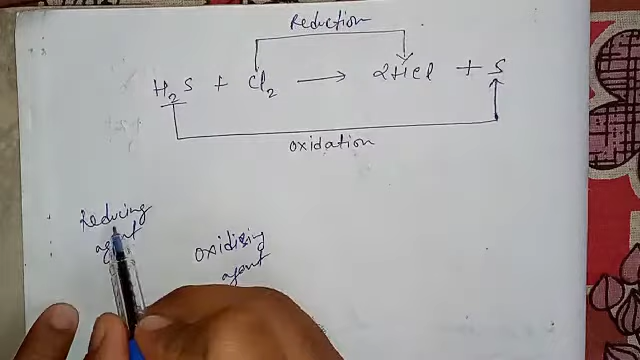 Reduction
H₂S + Cl₂ → 2HCl + S
oxidation
Reducing
agent
oxidising
agent